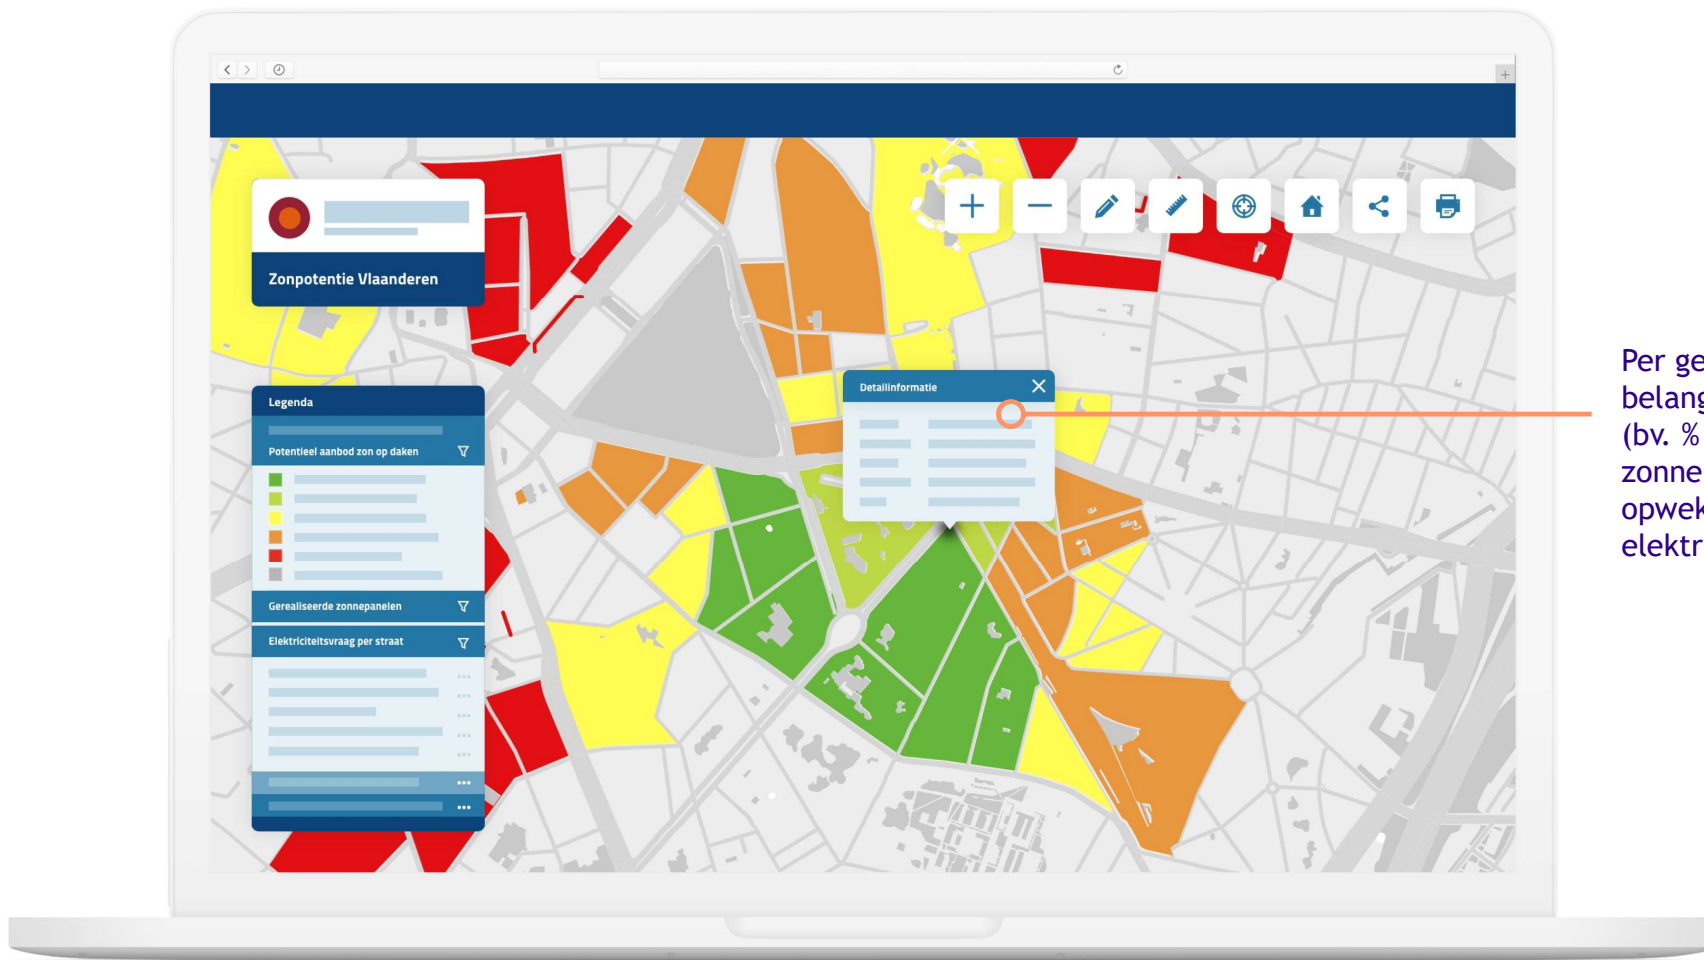 Zonpotentie Vlaanderen
Legenda
Potentieel aanbod zon op daken
Gerealiseerde zonnepanelen
Elektriciteitsvraag per straat
Detailinformatie
Per ge
belang
(bv. %
zonne
opwek
elektr